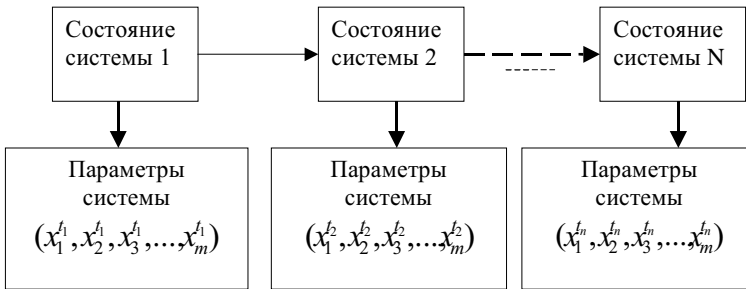 Состояние
системы 1
Состояние
системы 2
Состояние
системы N
Параметры
системы
(x_1^{t_1}, x_2^{t_1}, x_3^{t_1},...,x_m^{t_1})
Параметры
системы
(x_1^{t_2}, x_2^{t_2}, x_3^{t_2},...,x_m^{t_2})
Параметры
системы
(x_1^{t_n}, x_2^{t_n}, x_3^{t_n},...,x_m^{t_n})